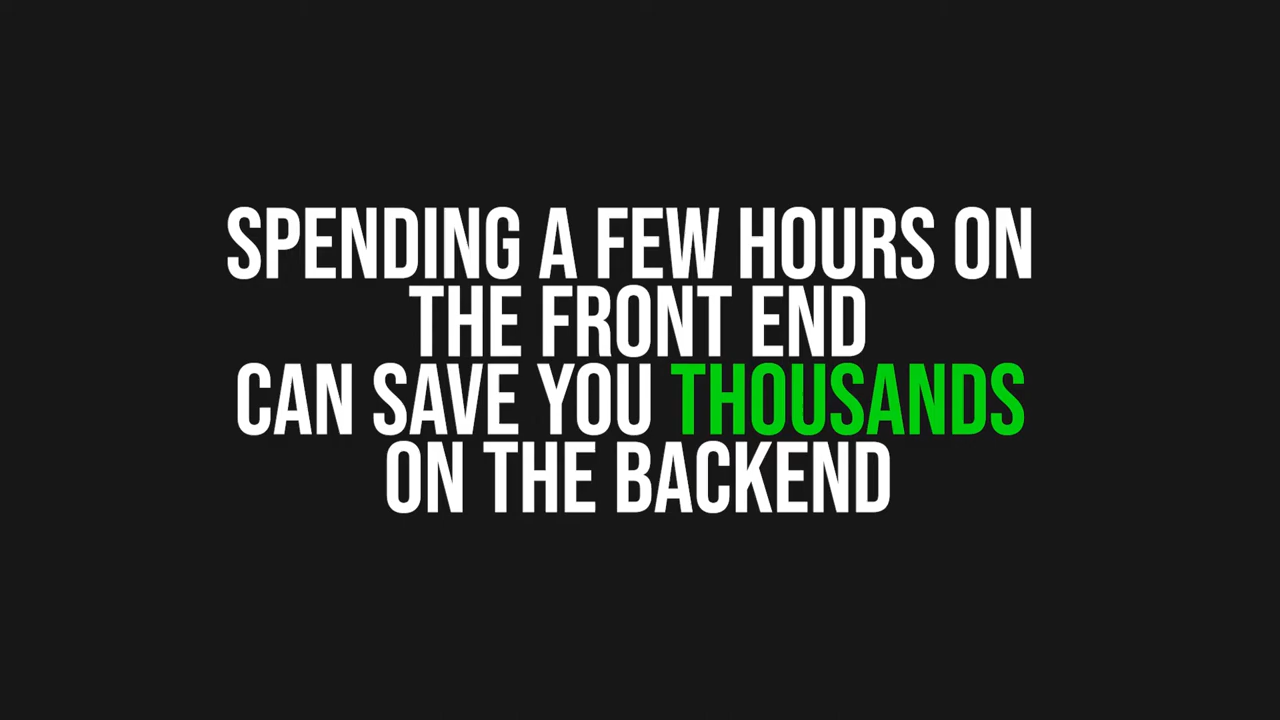 SPENDING A FEW HOURS ON
THE FRONT END
CAN SAVE YOU THOUSANDS
ON THE BACKEND